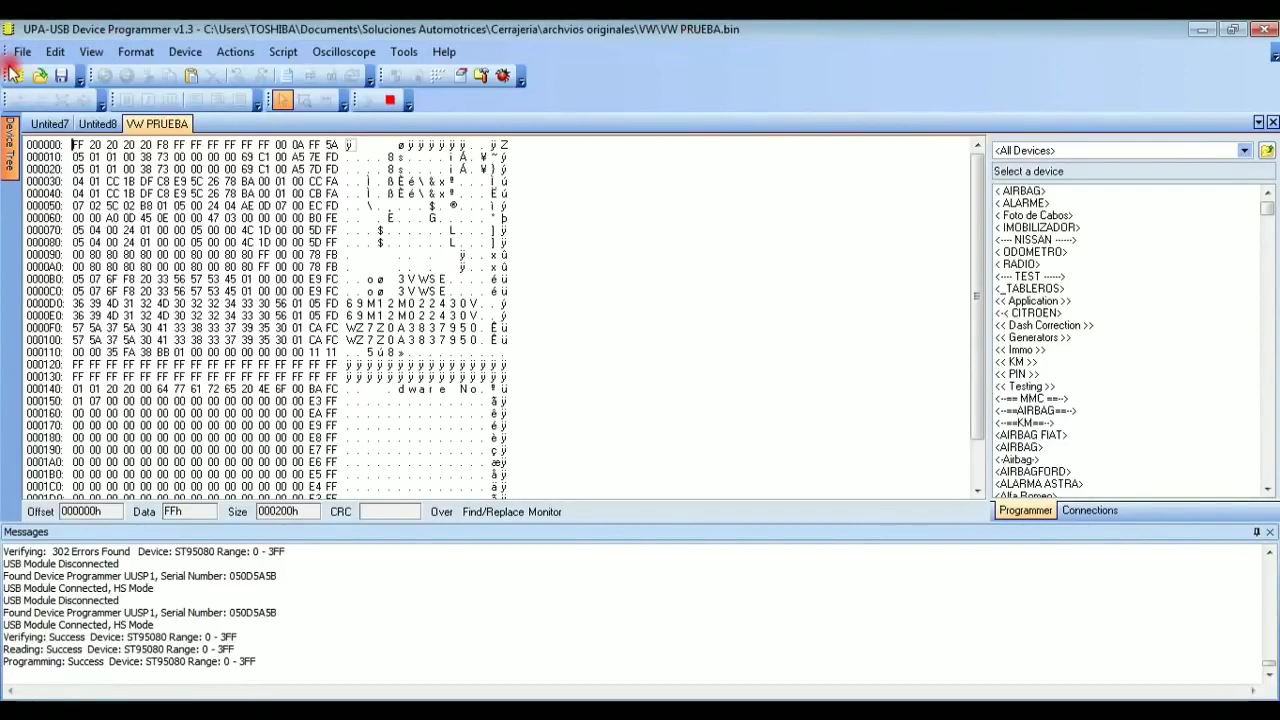 UPA-USB Device Programmer v1.3 - C:\Users\TOSHIBA\Documents\Soluciones Automotrices\Cerrajeria\archvios originales\VW\VW PRUEBA.bin
File Edit View Format Device Actions Script Oscilloscope Tools Help
Untited7 Untited8 VW PRUEBA
Device Tree
000000: FF 20 20 20 20 F8 FF FF FF FF FF FF 00 0A FF 5A
000010: 05 01 01 00 38 73 00 00 00 00 69 C1 00 A5 7E FD
000020: 05 01 01 00 38 73 00 00 00 00 69 C1 00 A5 7D FD
000030: 04 01 CC 1B DF C8 E9 5C 26 78 BA 00 01 00 CC FA
000040: 04 01 CC 1B DF C8 E9 5C 26 78 BA 00 01 00 CB FA
000050: 07 02 5C 02 B8 01 05 00 24 04 AE 0D 07 00 EC FD
000060: 00 00 A0 0D 45 0E 00 00 47 03 00 00 00 00 B0 FE
000070: 05 04 00 24 01 00 00 05 00 00 4C 1D 00 00 5D FF
000080: 05 04 00 24 01 00 00 05 00 00 4C 1D 00 00 5D FF
000090: 00 80 80 80 80 00 00 80 80 80 80 FF 00 00 78 FB
0000A0: 00 80 80 80 80 00 00 80 80 80 80 FF 00 00 78 FB
0000B0: 05 07 6F F8 20 33 56 57 53 45 01 00 00 00 E9 FC
0000C0: 05 07 6F F8 20 33 56 57 53 45 01 00 00 00 E9 FC
0000D0: 36 39 4D 31 32 4D 30 32 32 34 33 30 56 01 05 FD
0000E0: 36 39 4D 31 32 4D 30 32 32 34 33 30 56 01 05 FD
0000F0: 57 5A 37 5A 30 41 33 38 33 37 39 35 30 01 CA FC
000100: 57 5A 37 5A 30 41 33 38 33 37 39 35 30 01 CA FC
000110: 00 00 35 FA 38 BB 01 00 00 00 00 00 00 00 11 11
000120: FF FF FF FF FF FF FF FF FF FF FF FF FF FF FF FF
000130: FF FF FF FF FF FF FF FF FF FF FF FF FF FF FF FF
000140: 01 01 20 20 00 64 77 61 72 65 20 4E 6F 00 BA FC
000150: 01 07 00 00 00 00 00 00 00 00 00 00 00 00 E3 FF
000160: 00 00 00 00 00 00 00 00 00 00 00 00 00 00 EA FF
000170: 00 00 00 00 00 00 00 00 00 00 00 00 00 00 E9 FF
000180: 00 00 00 00 00 00 00 00 00 00 00 00 00 00 E8 FF
000190: 00 00 00 00 00 00 00 00 00 00 00 00 00 00 E7 FF
0001A0: 00 00 00 00 00 00 00 00 00 00 00 00 00 00 E6 FF
0001B0: 00 00 00 00 00 00 00 00 00 00 00 00 00 00 E5 FF
0001C0: 00 00 00 00 00 00 00 00 00 00 00 00 00 00 E4 FF
Offset 000000h Data FFh Size 000200h CRC Over Find/Replace Monitor
<All Devices>
Select a device
< AIRBAG>
< ALARME>
< Foto de Cabos>
< IMOBILIZADOR>
<---- NISSAN ------>
< ODOMETRO>
< RADIO>
<---- TEST ------>
<_TABLEROS>
<< Application >>
<-< CITROEN>
<< Dash Correction >>
<< Generators >>
<< Immo >>
<< KM >>
<< PIN >>
<< Testing >>
<--== MMC ==-->
<--==AIRBAG==-->
<--==KM==-->
<AIRBAG FIAT>
<AIRBAG>
<-Airbag->
<AIRBAGFORD>
<ALARMA ASTRA>
<Alfa Romeo>
Programmer Connections
Messages
Verifying: 302 Errors Found Device: ST95080 Range: 0 - 3FF
USB Module Disconnected
Found Device Programmer UUSP1, Serial Number: 050D5A5B
USB Module Connected, HS Mode
USB Module Disconnected
Found Device Programmer UUSP1, Serial Number: 050D5A5B
USB Module Connected, HS Mode
Verifying: Success Device: ST95080 Range: 0 - 3FF
Reading: Success Device: ST95080 Range: 0 - 3FF
Programming: Success Device: ST95080 Range: 0 - 3FF